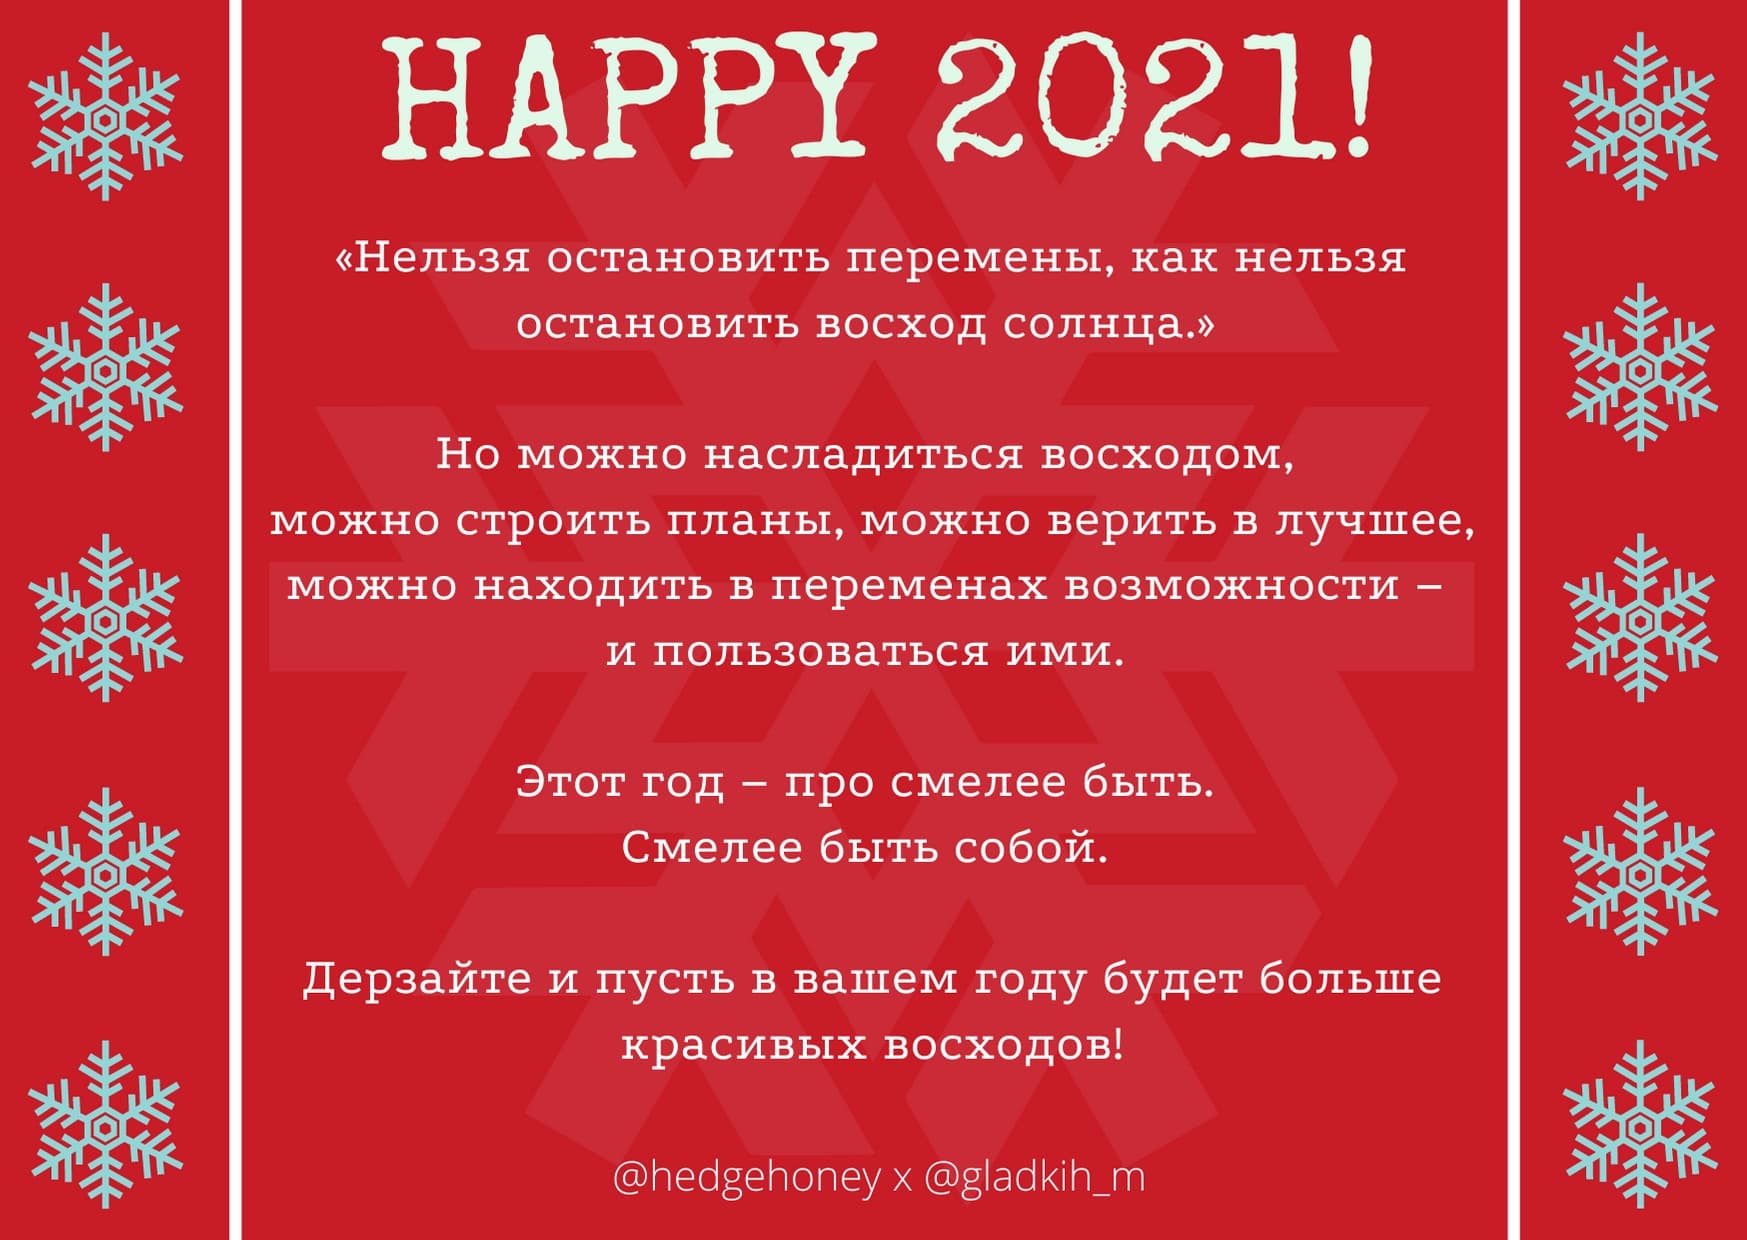 HAPPY 2021!
«Нельзя остановить перемены, как нельзя
остановить восход солнца.»
Но можно насладиться восходом,
можно строить планы, можно верить в лучшее,
можно находить в переменах возможности –
и пользоваться ими.
Этот год – про смелее быть.
Смелее быть собой.
Дерзайте и пусть в вашем году будет больше
красивых восходов!
@hedgehoney x @gladkih_m